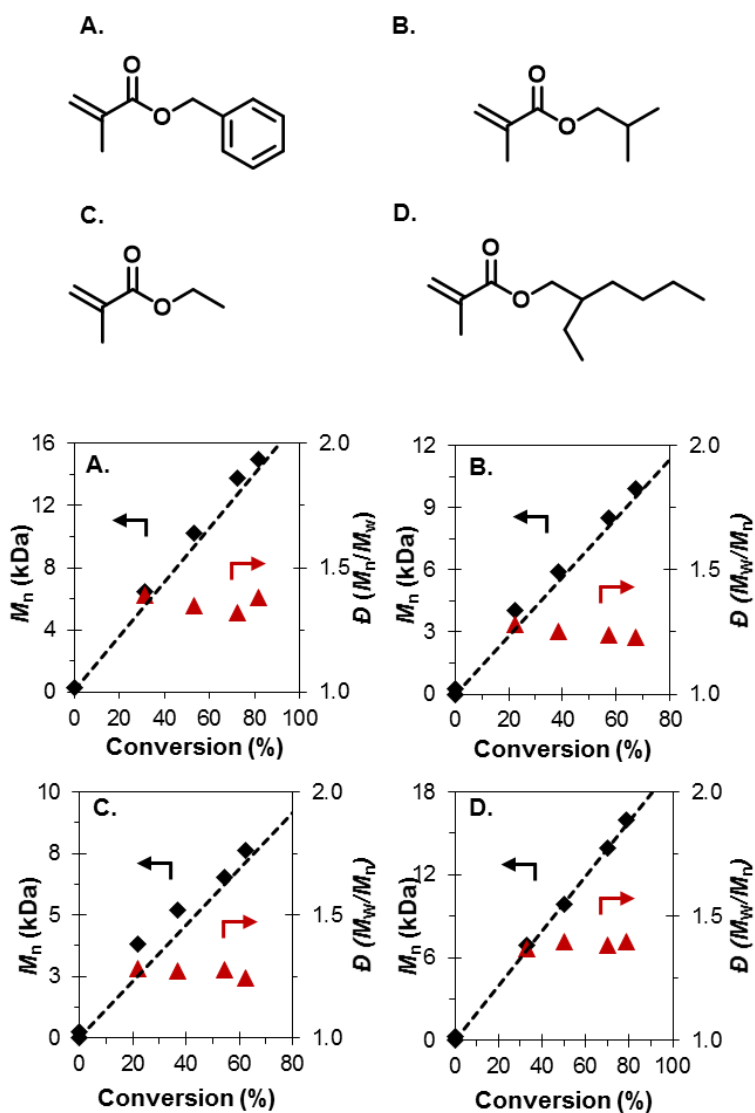 A.
O
O
B.
O
O
C.
O
O
D.
O
O
A.
Mn (kDa)
16
12
8
4
0
0 20 40 60 80 100
Conversion (%)
2.0
1.5
1.0
Đ (Mn/Mw)
B.
Mn (kDa)
12
9
6
3
0
0 20 40 60 80
Conversion (%)
2.0
1.5
1.0
Đ (Mw/Mn)
C.
Mn (kDa)
10
8
5
3
0
0 20 40 60 80
Conversion (%)
2.0
1.5
1.0
Đ (Mw/Mn)
D.
Mn (kDa)
18
12
6
0
0 20 40 60 80 100
Conversion (%)
2.0
1.5
1.0
Đ (Mw/Mn)